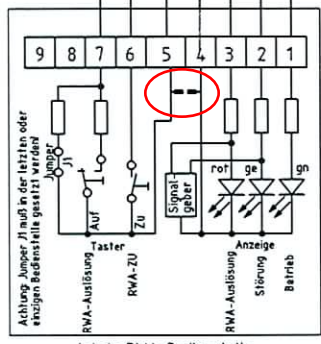 9 8 7 6 5 4 3 2 1
Achtung: Jumper J1 muß in der letzten oder
einzigen Bedienstelle gesetzt werden!
Jumper
J1
Auf
Zu
Signal-
geber
rot
ge
gn
Taster
Anzeige
RWA-Auslösung
RWA-ZU
RWA-Auslösung
Störung
Betrieb